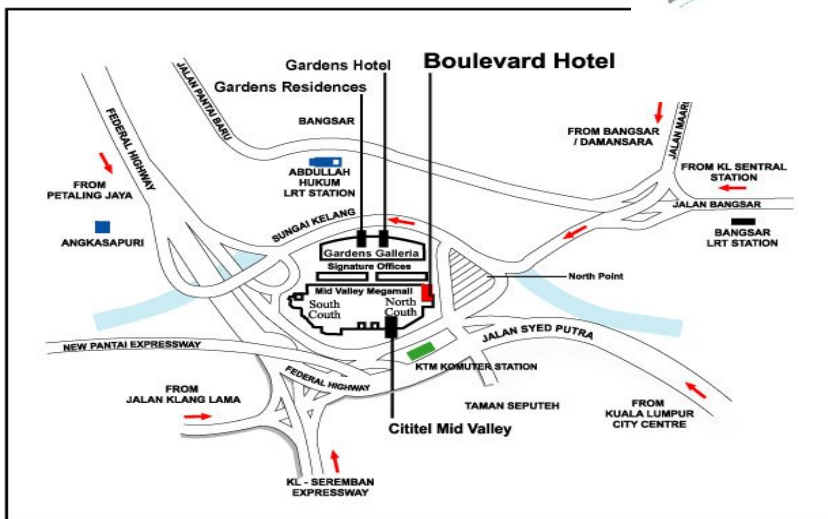 Boulevard Hotel
Gardens Hotel
Gardens Residences
JALAN PANTAI BARU
BANGSAR
FEDERAL HIGHWAY
FROM
PETALING JAYA
ANGKASAPURI
ABDULLAH
HUKUM
LRT STATION
SUNGAI KELANG
FROM BANGSAR
/ DAMANSARA
JALAN MAARO
FROM KL SENTRAL
STATION
JALAN BANGSAR
BANGSAR
LRT STATION
Gardens Galleria
Signature Offices
Mid Valley Megamall
South
Couth
North
Couth
North Point
NEW PANTAI EXPRESSWAY
FEDERAL HIGHWAY
KTM KOMUTER STATION
JALAN SYED PUTRA
FROM
JALAN KLANG LAMA
TAMAN SEPUTEH
FROM
KUALA LUMPUR
CITY CENTRE
Cititel Mid Valley
KL - SEREMBAN
EXPRESSWAY